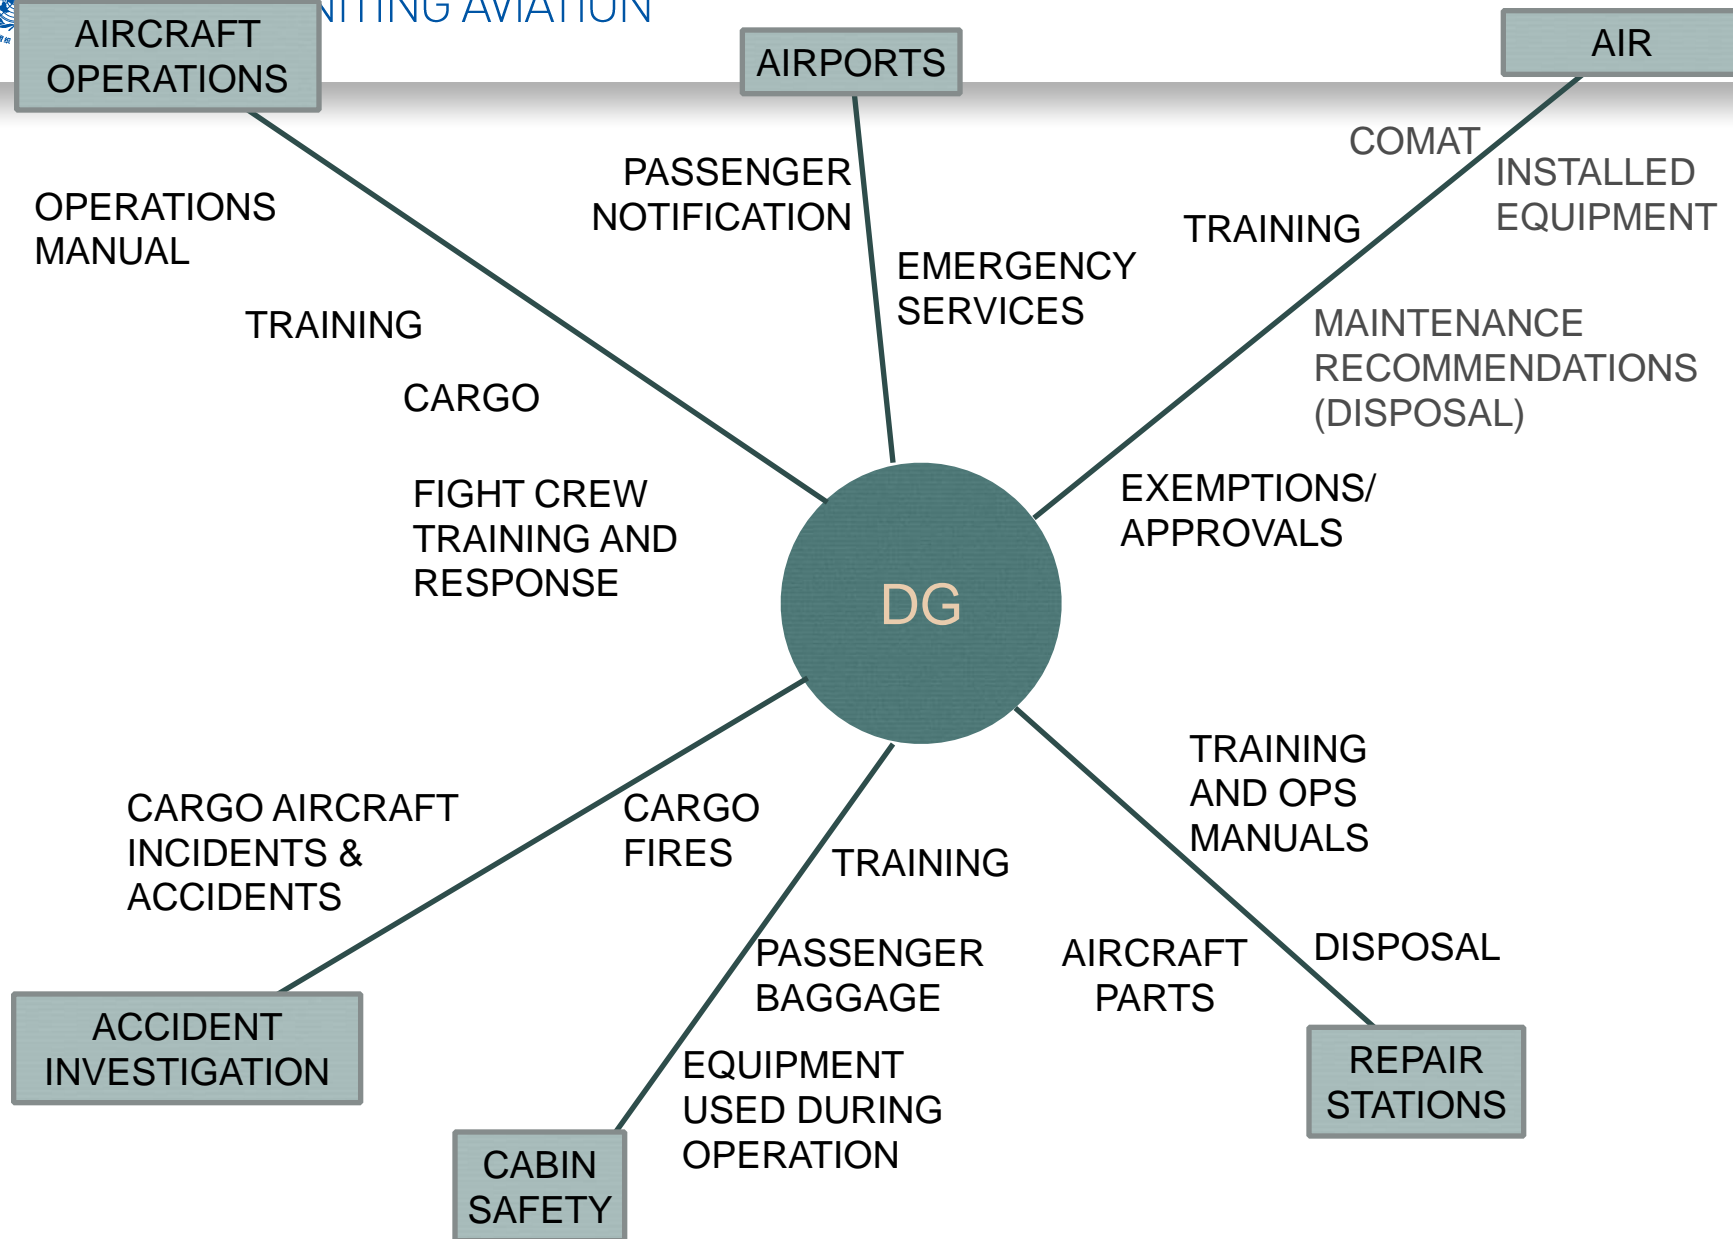 NITING AVIATION
AIRCRAFT
OPERATIONS
AIRPORTS
AIR
OPERATIONS
MANUAL
TRAINING
CARGO
FIGHT CREW
TRAINING AND
RESPONSE
PASSENGER
NOTIFICATION
EMERGENCY
SERVICES
COMAT
INSTALLED
EQUIPMENT
TRAINING
MAINTENANCE
RECOMMENDATIONS
(DISPOSAL)
EXEMPTIONS/
APPROVALS
DG
CARGO AIRCRAFT
INCIDENTS &
ACCIDENTS
CARGO
FIRES
ACCIDENT
INVESTIGATION
TRAINING
PASSENGER
BAGGAGE
EQUIPMENT
USED DURING
OPERATION
CABIN
SAFETY
TRAINING
AND OPS
MANUALS
AIRCRAFT
PARTS
DISPOSAL
REPAIR
STATIONS